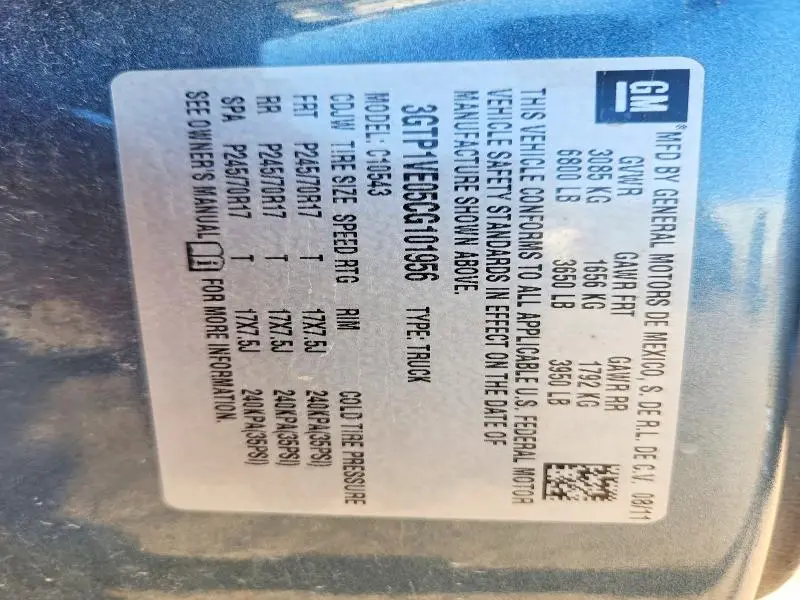 GM
® MFD BY GENERAL MOTORS DE MEXICO, S. DE R.L. DE C.V. 08/11
GVWR GAWR FRT GAWR RR
3085 KG 1656 KG 1792 KG
6800 LB 3650 LB 3950 LB
THIS VEHICLE CONFORMS TO ALL APPLICABLE U.S. FEDERAL MOTOR
VEHICLE SAFETY STANDARDS IN EFFECT ON THE DATE OF
MANUFACTURE SHOWN ABOVE.
3GTP1VE05CG101956 TYPE: TRUCK
MODEL: C10543
CDJW TIRE SIZE SPEED RTG RIM COLD TIRE PRESSURE
FRT P245/70R17 T 17X7.5J 240KPA(35PSI)
RR P245/70R17 T 17X7.5J 240KPA(35PSI)
SPA P245/70R17 T 17X7.5J 240KPA(35PSI)
SEE OWNER'S MANUAL FOR MORE INFORMATION.